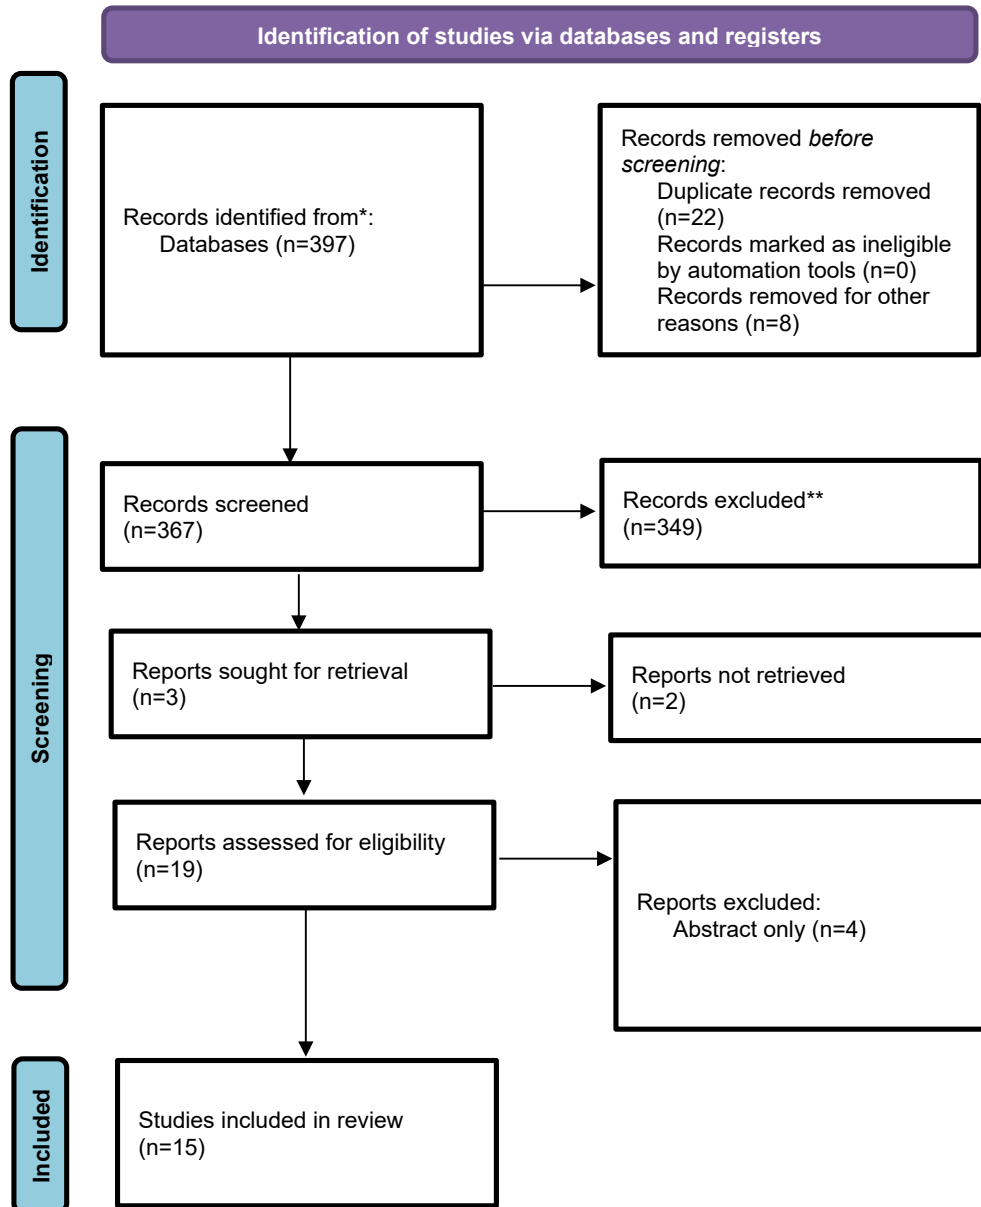 Identification of studies via databases and registers
Identification
Records identified from*:
Databases (n=397)
Records removed before
screening:
Duplicate records removed
(n=22)
Records marked as ineligible
by automation tools (n=0)
Records removed for other
reasons (n=8)
Screening
Records screened
(n=367)
Records excluded**
(n=349)
Reports sought for retrieval
(n=3)
Reports not retrieved
(n=2)
Reports assessed for eligibility
(n=19)
Reports excluded:
Abstract only (n=4)
Included
Studies included in review
(n=15)